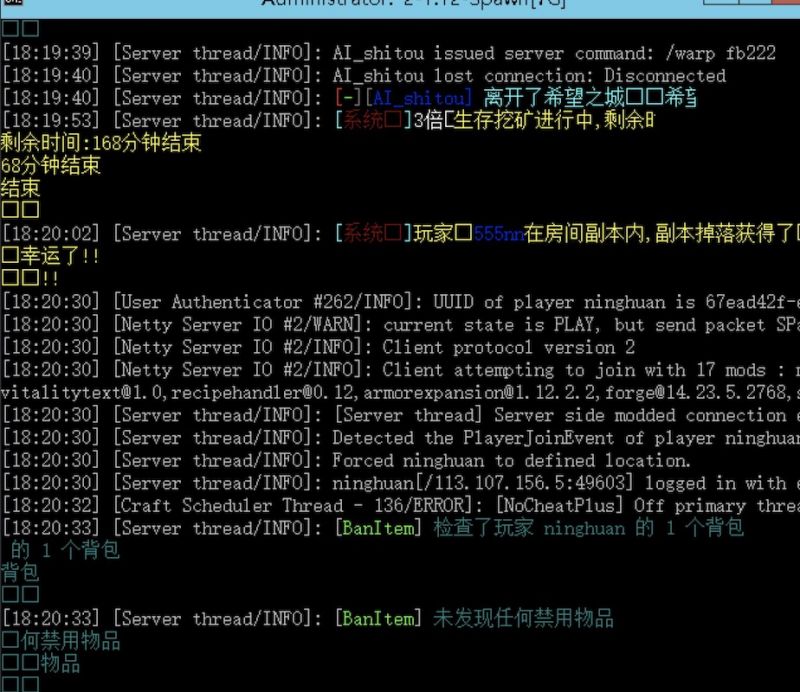 Administrator: 2-1.12-Spawn[7G]
[18:19:39] [Server thread/INFO]: AI_shitou issued server command: /warp fb222
[18:19:40] [Server thread/INFO]: AI_shitou lost connection: Disconnected
[18:19:40] [Server thread/INFO]: [-][AI_shitou] 离开了希望之城□□希
[18:19:53] [Server thread/INFO]: [系统□]3倍[生存挖矿进行中,剩余
剩余时间:168分钟结束
68分钟结束
结束
□□
[18:20:02] [Server thread/INFO]: [系统□]玩家□555nn在房间副本内,副本掉落获得了
□幸运了!!
□□!!
[18:20:30] [User Authenticator #262/INFO]: UUID of player ninghuan is 67ead42f-
[18:20:30] [Netty Server IO #2/WARN]: current state is PLAY, but send packet SPa
[18:20:30] [Netty Server IO #2/INFO]: Client protocol version 2
[18:20:30] [Netty Server IO #2/INFO]: Client attempting to join with 17 mods :
vitalitytext@1.0,recipehandler@0.12,armorexpansion@1.12.2.2,forge@14.23.5.2768,
[18:20:30] [Server thread/INFO]: [Server thread] Server side modded connection
[18:20:30] [Server thread/INFO]: Detected the PlayerJoinEvent of player ninghuan
[18:20:30] [Server thread/INFO]: Forced ninghuan to defined location.
[18:20:30] [Server thread/INFO]: ninghuan[/113.107.156.5:49603] logged in with
[18:20:32] [Craft Scheduler Thread - 136/ERROR]: [NoCheatPlus] Off primary threa
[18:20:33] [Server thread/INFO]: [BanItem] 检查了玩家 ninghuan 的 1 个背包
的 1 个背包
背包
□□
[18:20:33] [Server thread/INFO]: [BanItem] 未发现任何禁用物品
□何禁用物品
□□物品
□□